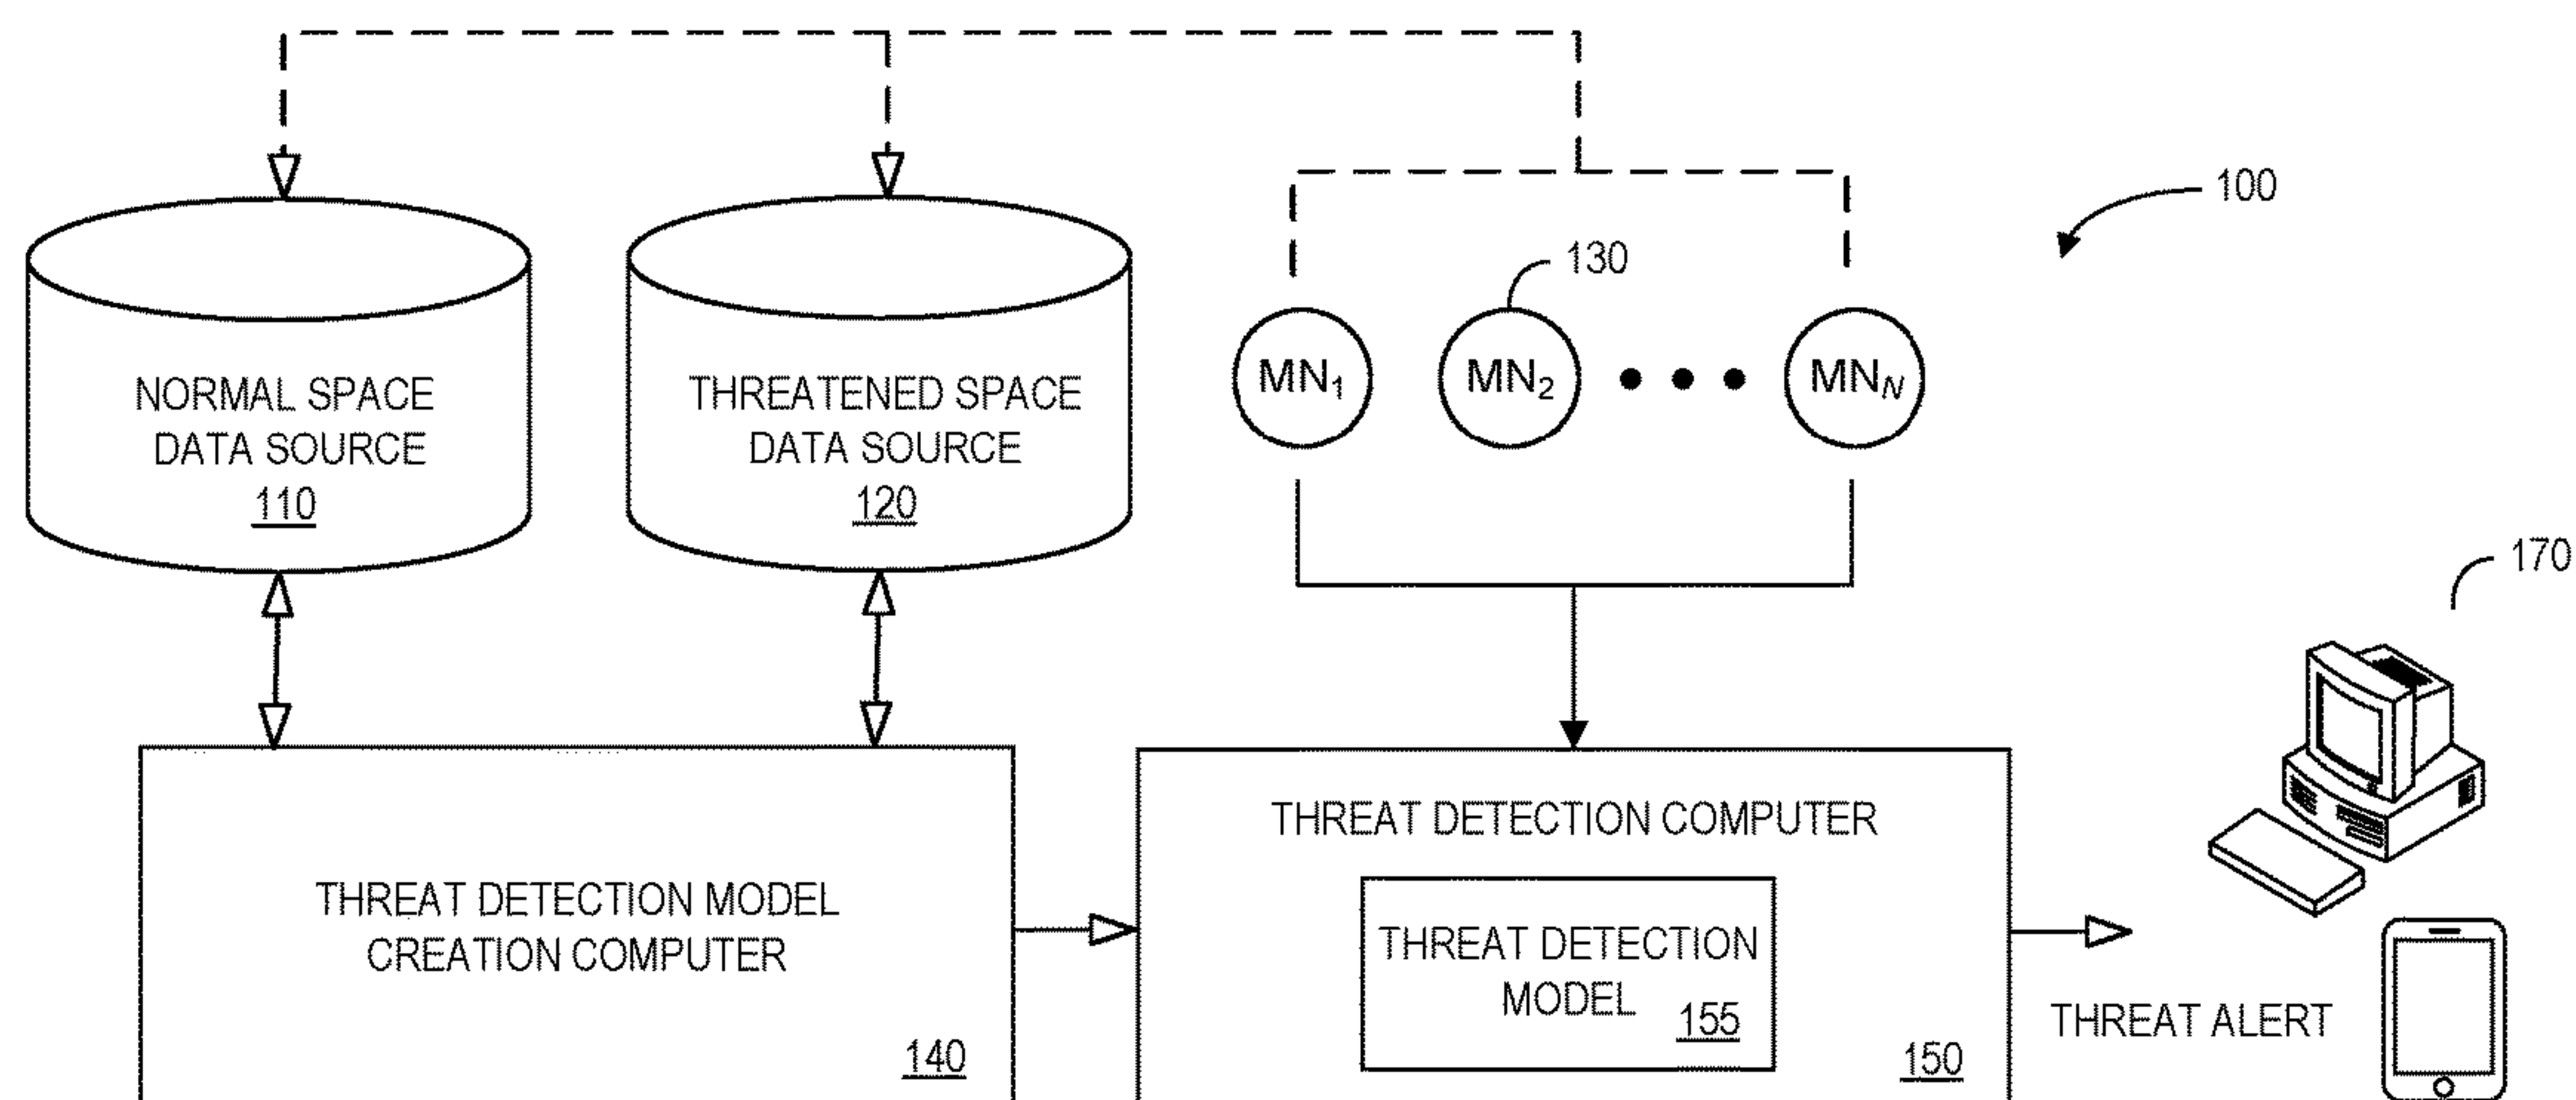 100
130
NORMAL SPACE
DATA SOURCE
110
THREATENED SPACE
DATA SOURCE
120
MN₁
MN₂
MN_N
170
THREAT DETECTION MODEL
CREATION COMPUTER
140
THREAT DETECTION COMPUTER
THREAT DETECTION
MODEL
155
150
THREAT ALERT